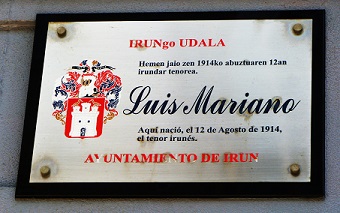 IRUNgo UDALA
Hemen jaio zen 1914ko abuztuaren 12an
irundar tenorea.
Luis Mariano
Aquí nació, el 12 de Agosto de 1914,
el tenor irunés.
AYUNTAMIENTO DE IRUN